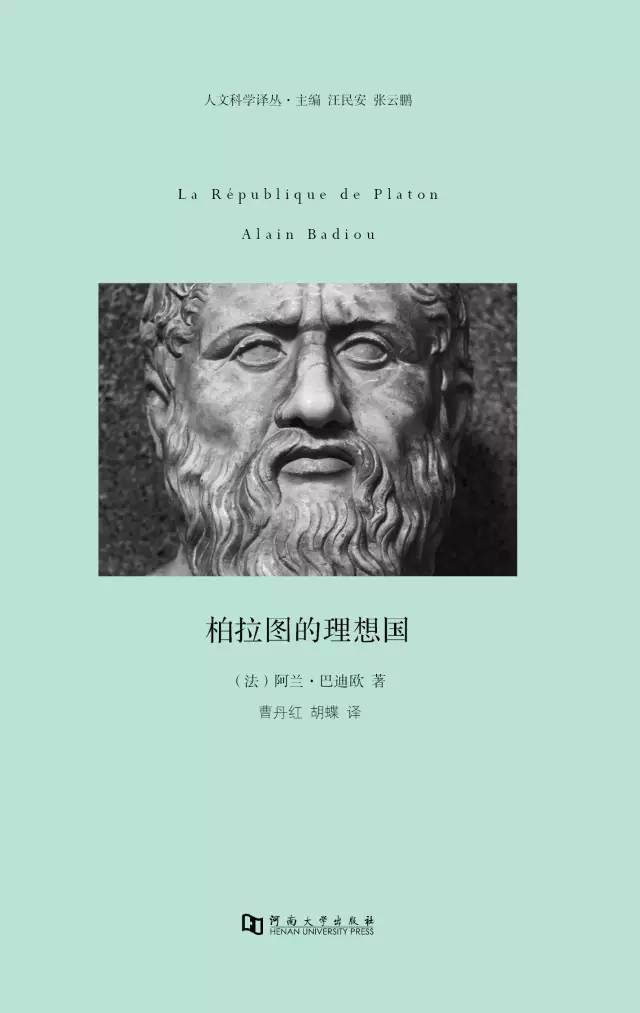 人文科学译丛·主编 汪民安 张云鹏
La République de Platon
Alain Badiou
柏拉图的理想国
（法）阿兰·巴迪欧 著
曹丹红 胡蝶 译
河南大学出版社
HENAN UNIVERSITY PRESS